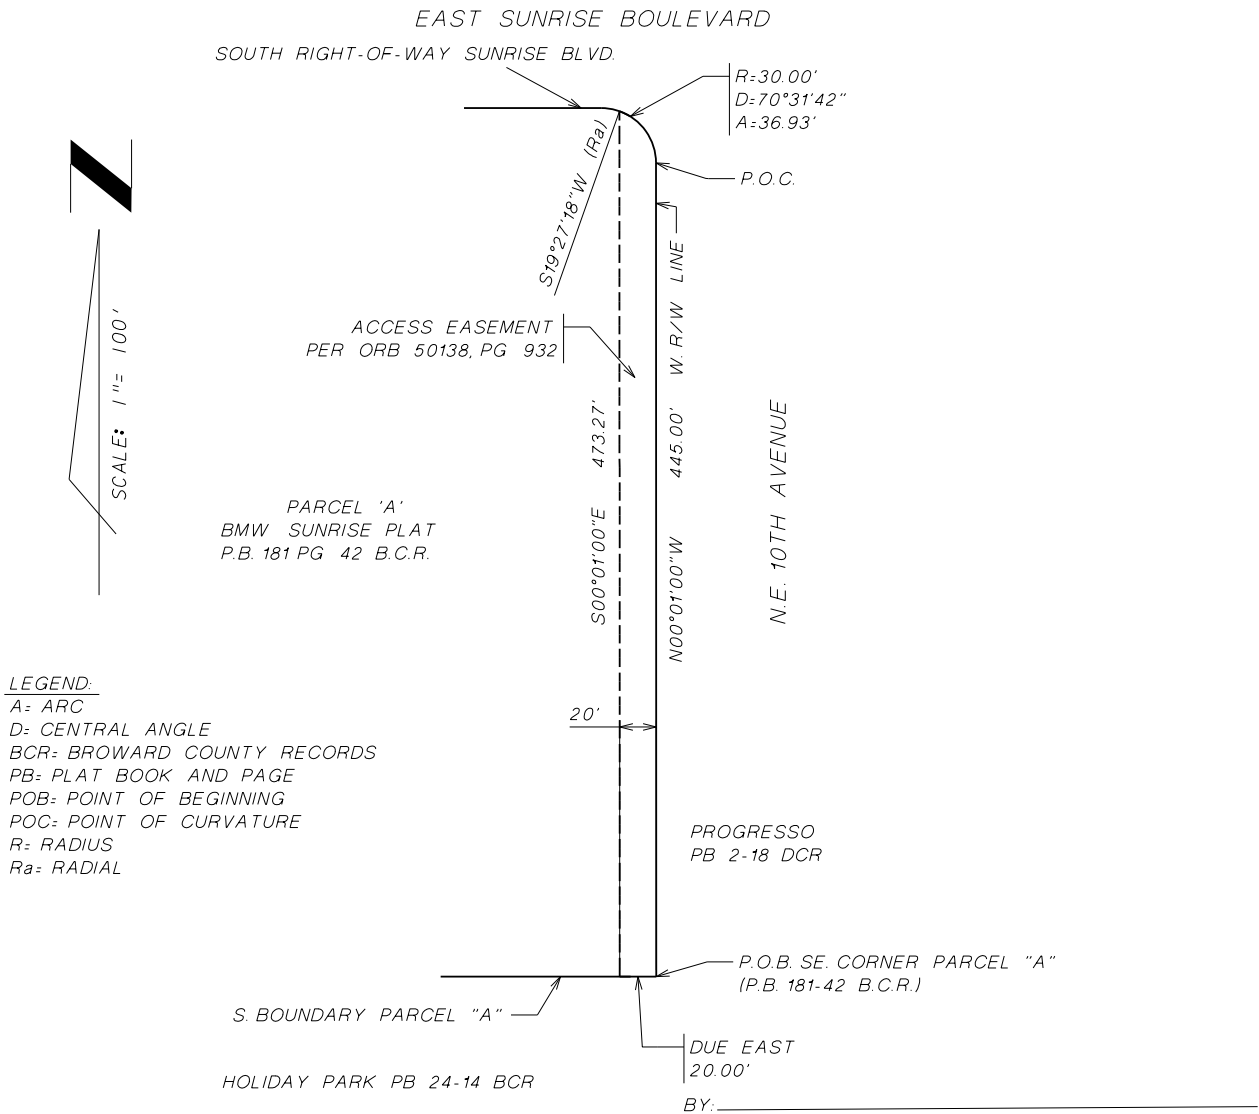 EAST SUNRISE BOULEVARD
SOUTH RIGHT-OF-WAY SUNRISE BLVD.
R=30.00'
D=70°31'42"
A=36.93'
P.O.C.
S19°27'18"W (Ra)
N
SCALE: 1"= 100'
ACCESS EASEMENT
PER ORB 50138, PG 932
S00°01'00"E 473.27'
N00°01'00"W 445.00' W. R/W LINE
N.E. 10TH AVENUE
PARCEL 'A'
BMW SUNRISE PLAT
P.B. 181 PG 42 B.C.R.
LEGEND:
A= ARC
D= CENTRAL ANGLE
BCR= BROWARD COUNTY RECORDS
PB= PLAT BOOK AND PAGE
POB= POINT OF BEGINNING
POC= POINT OF CURVATURE
R= RADIUS
Ra= RADIAL
20'
PROGRESSO
PB 2-18 DCR
P.O.B. SE. CORNER PARCEL "A"
(P.B. 181-42 B.C.R.)
S. BOUNDARY PARCEL "A"
DUE EAST
20.00'
HOLIDAY PARK PB 24-14 BCR
BY: